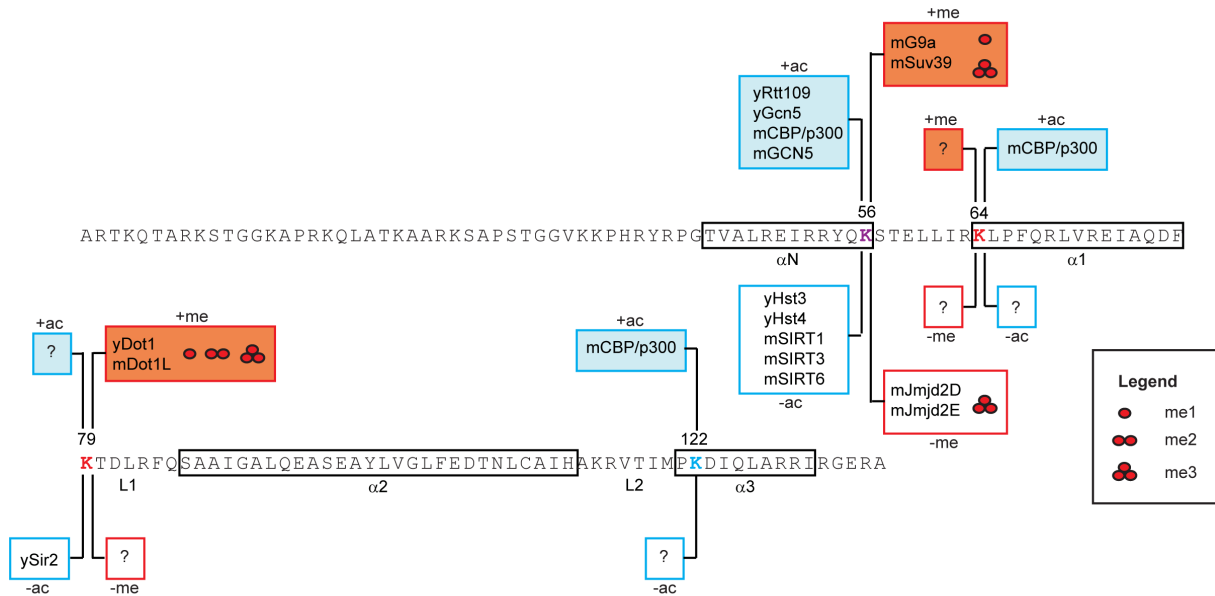 +me
mG9a
mSuv39
+ac
yRtt109
yGcn5
mCBP/p300
mGCN5
+me
?
+ac
mCBP/p300
56
64
ARTKQTARKSTGGKAPRKQLATKAARKSAPSTGGVKKPHRYRPGTVALREIRRYQKSTELLIRKLPFQRLVREIAQDF
αN
α1
yHst3
yHst4
mSIRT1
mSIRT3
mSIRT6
-ac
?
-me
?
-ac
mJmjd2D
mJmjd2E
-me
+ac
?
+me
yDot1
mDot1L
+ac
mCBP/p300
79
122
KTDLRFQSAAIGALQEASEAYLVGLFEDTNLCAIHAKRVTIMPKDIQLARRIRGERA
L1
α2
L2
α3
ySir2
-ac
?
-me
?
-ac
Legend
me1
me2
me3